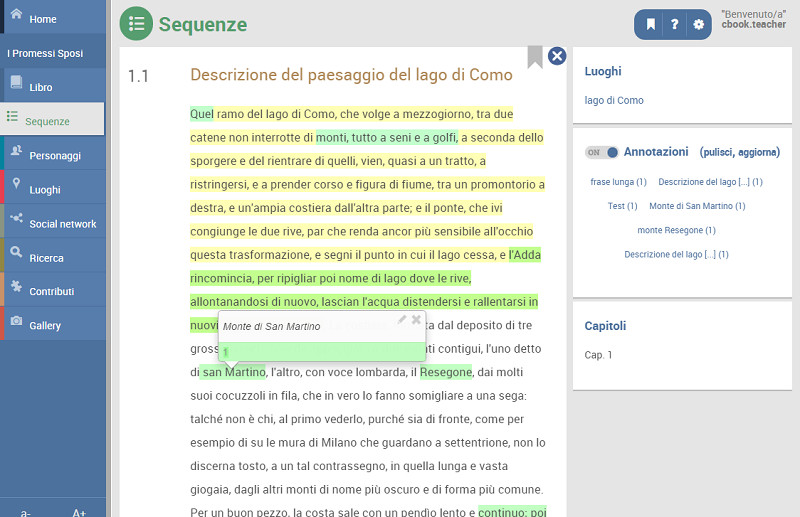 Home
I Promessi Sposi
Libro
Sequenze
Personaggi
Luoghi
Social network
Ricerca
Contributi
Gallery
a-
A+
Sequenze
?
"Benvenuto/a"
cbook.teacher
1.1
Descrizione del paesaggio del lago di Como
Quel ramo del lago di Como, che volge a mezzogiorno, tra due
catene non interrotte di monti, tutto a seni e a golfi, a seconda dello
sporgere e del rientrare di quelli, vien, quasi a un tratto, a
ristringersi, e a prender corso e figura di fiume, tra un promontorio a
destra, e un'ampia costiera dall'altra parte; e il ponte, che ivi
congiunge le due rive, par che renda ancor più sensibile all'occhio
questa trasformazione, e segni il punto in cui il lago cessa, e l'Adda
rincomincia, per ripigliar poi nome di lago dove le rive,
allontanandosi di nuovo, lascian l'acqua distendersi e rallentarsi in
nuovi
ta dal deposito di tre
gross
ti contigui, l'uno detto
di san Martino, l'altro, con voce lombarda, il Resegone, dai molti
suoi cocuzzoli in fila, che in vero lo fanno somigliare a una sega:
talché non è chi, al primo vederlo, purché sia di fronte, come per
esempio di su le mura di Milano che guardano a settentrione, non lo
discerna tosto, a un tal contrassegno, in quella lunga e vasta
giogaia, dagli altri monti di nome più oscuro e di forma più comune.
Per un buon pezzo, la costa sale con un pendìo lento e continuo; poi
Monte di San Martino
1
Luoghi
lago di Como
ON
Annotazioni (pulisci, aggiorna)
frase lunga (1) Descrizione del lago [...] (1)
Test (1) Monte di San Martino (1)
monte Resegone (1)
Descrizione del lago [...] (1)
Capitoli
Cap. 1